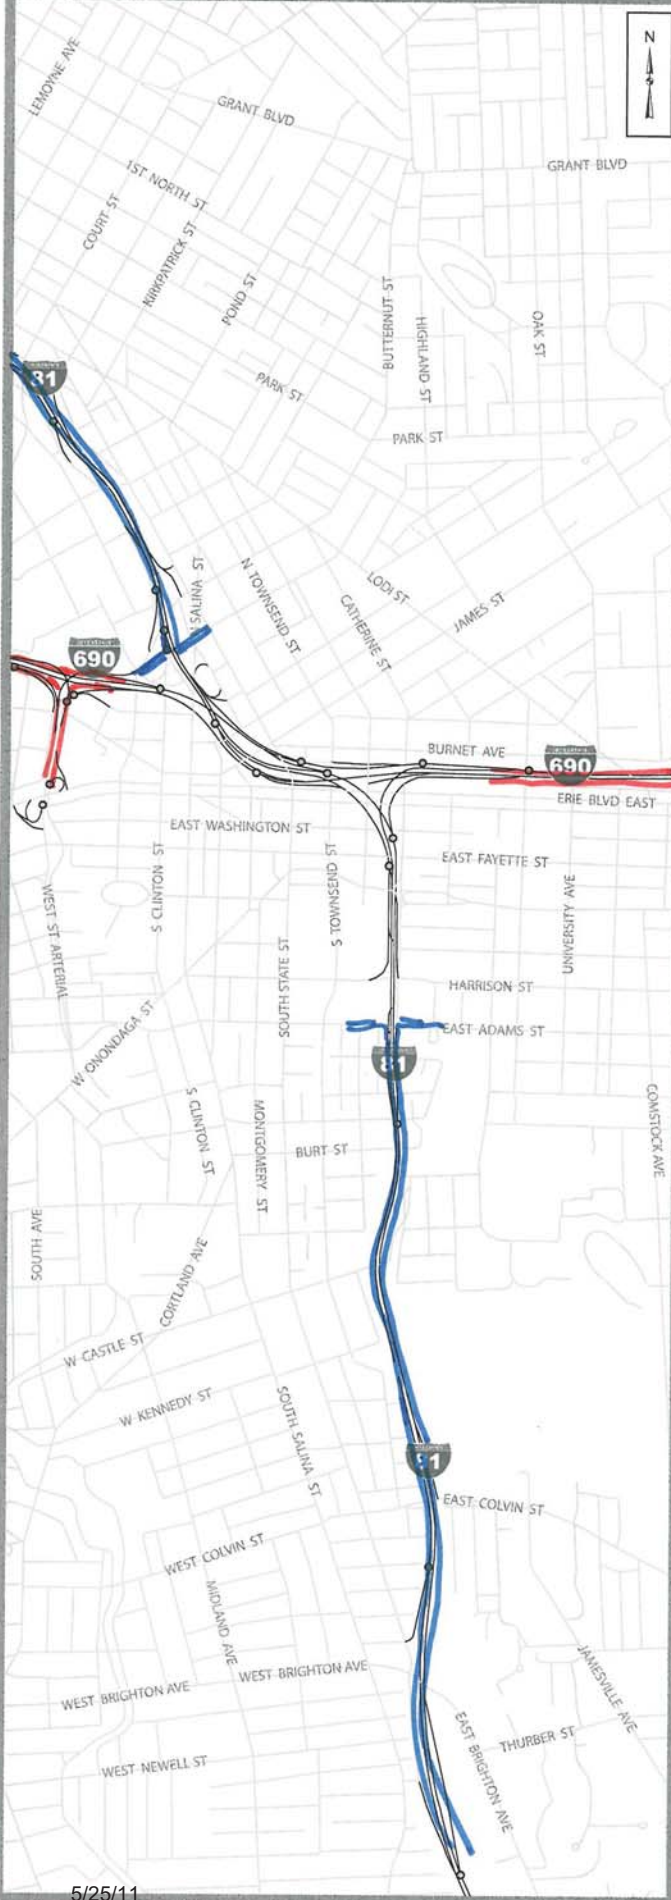 N
LEMOYNE AVE
GRANT BLVD
GRANT BLVD
1ST NORTH ST
COURT ST
KIRKPATRICK ST
POND ST
BUTTERNUT ST
HIGHLAND ST
OAK ST
81
PARK ST
PARK ST
N SALINA ST
N TOWNSEND ST
LODI ST
CATHERINE ST
JAMES ST
690
BURNET AVE
690
ERIE BLVD EAST
EAST WASHINGTON ST
S CLINTON ST
S TOWNSEND ST
EAST FAYETTE ST
UNIVERSITY AVE
WEST ST ARTERIAL
SOUTH STATE ST
HARRISON ST
EAST ADAMS ST
W ONONDAGA ST
81
S CLINTON ST
MONTGOMERY ST
BURT ST
COMSTOCK AVE
SOUTH AVE
CORTLAND AVE
W CASTLE ST
W KENNEDY ST
SOUTH SALINA ST
81
EAST COLVIN ST
WEST COLVIN ST
MIDLAND AVE
WEST BRIGHTON AVE
WEST BRIGHTON AVE
JAMESVILLE AVE
EAST BRIGHTON AVE
THURBER ST
WEST NEWELL ST
5/25/11